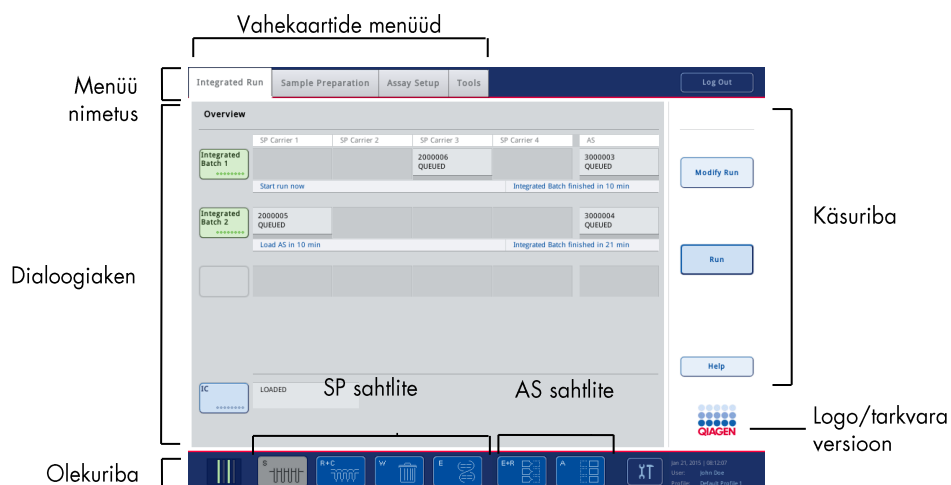 Vahekaartide menüüd
Menüü nimetus
Integrated Run
Sample Preparation
Assay Setup
Tools
Log Out
Overview
SP Carrier 1
SP Carrier 2
SP Carrier 3
SP Carrier 4
AS
Integrated Batch 1
********
2000006
QUEUED
3000003
QUEUED
Start run now
Integrated Batch finished in 10 min
Modify Run
Integrated Batch 2
********
2000005
QUEUED
3000004
QUEUED
Load AS in 10 min
Integrated Batch finished in 21 min
Run
Käsuriba
Dialoogiaken
Help
IC
********
LOADED
SP sahtlite
AS sahtlite
QIAGEN
Logo/tarkvara versioon
Olekuriba
S
R+C
W
E
E+R
A
Jan 21, 2015 | 08:12:07
User: John Doe
Profile: Default Profile 1